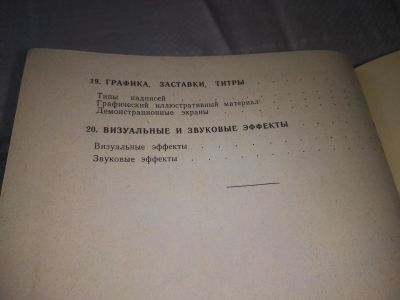 19. ГРАФИКА, ЗАСТАВКИ, ТИТРЫ
Типы надписей
Графический иллюстративный материал
Демонстрационные экраны
20. ВИЗУАЛЬНЫЕ И ЗВУКОВЫЕ ЭФФЕКТЫ
Визуальные эффекты
Звуковые эффекты